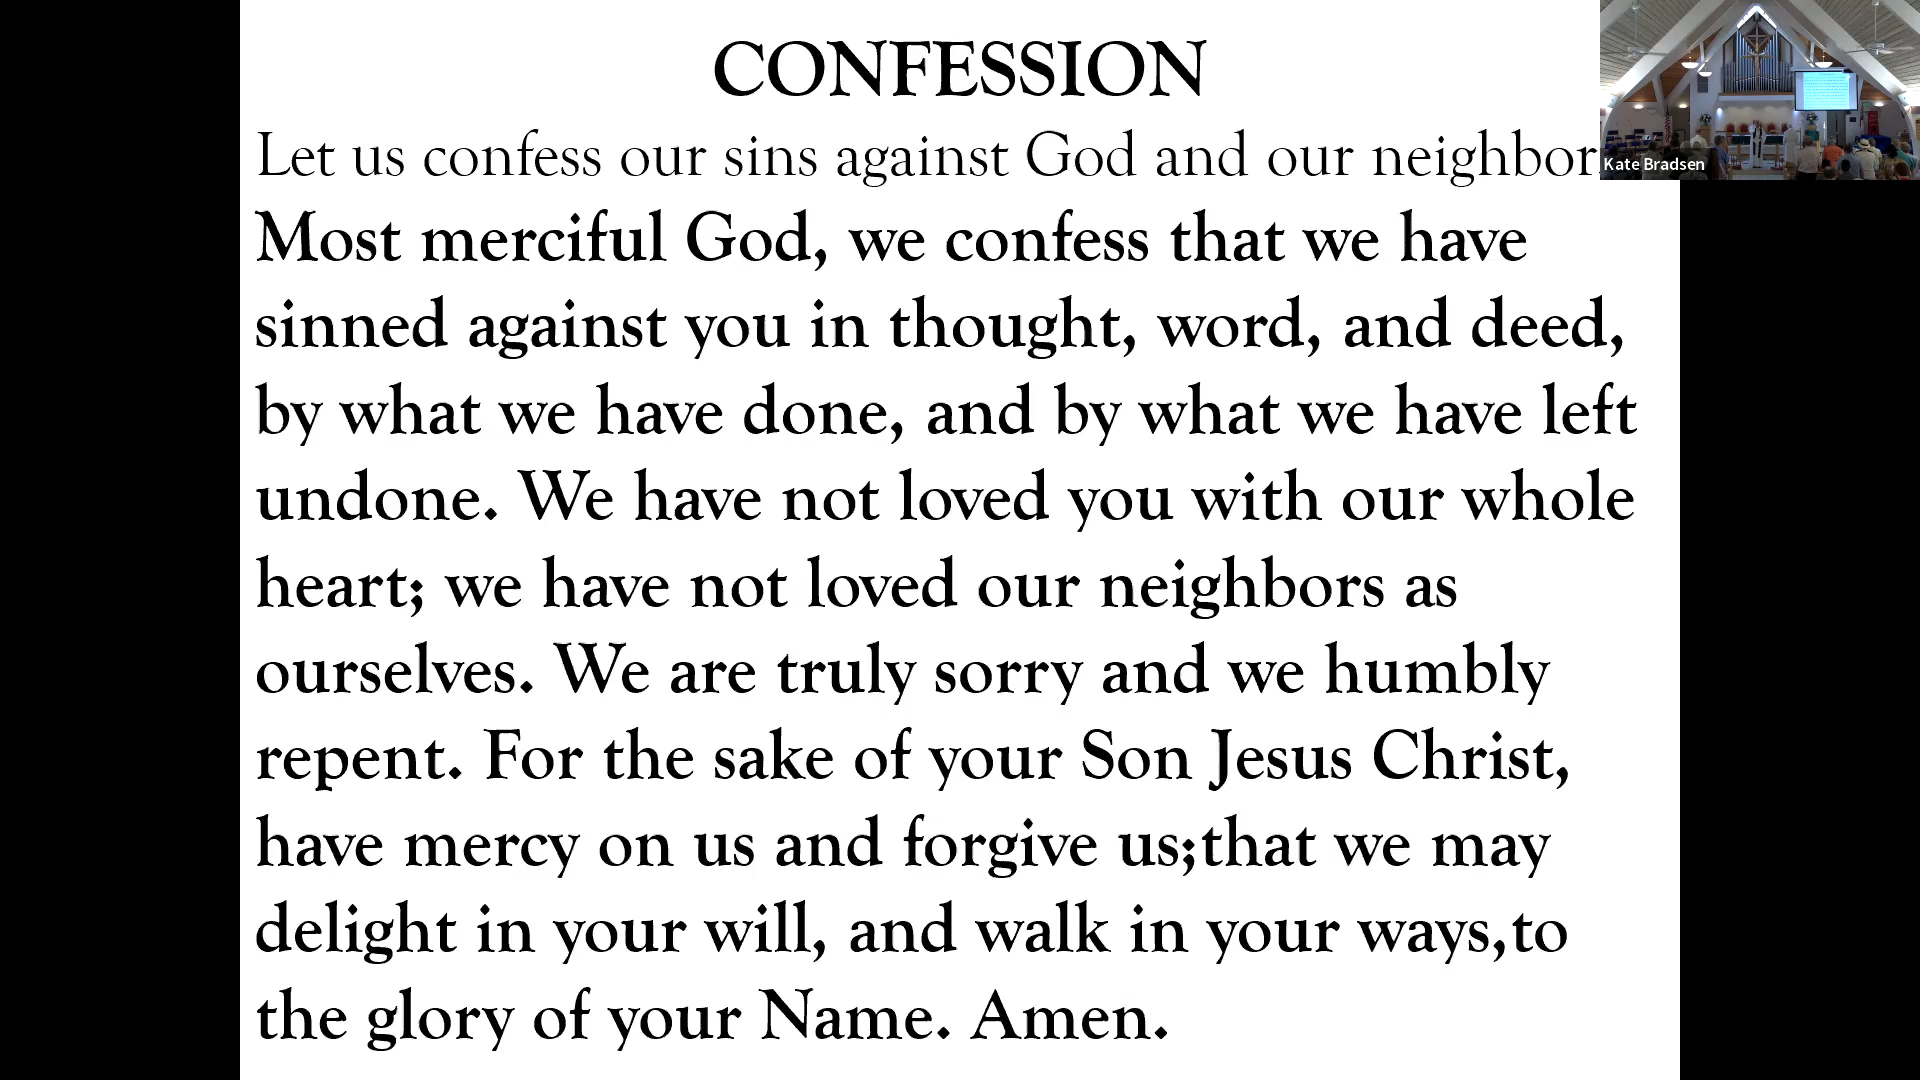 CONFESSION
Let us confess our sins against God and our neighbor.
Kate Bradsen
Most merciful God, we confess that we have
sinned against you in thought, word, and deed,
by what we have done, and by what we have left
undone. We have not loved you with our whole
heart; we have not loved our neighbors as
ourselves. We are truly sorry and we humbly
repent. For the sake of your Son Jesus Christ,
have mercy on us and forgive us;that we may
delight in your will, and walk in your ways,to
the glory of your Name. Amen.